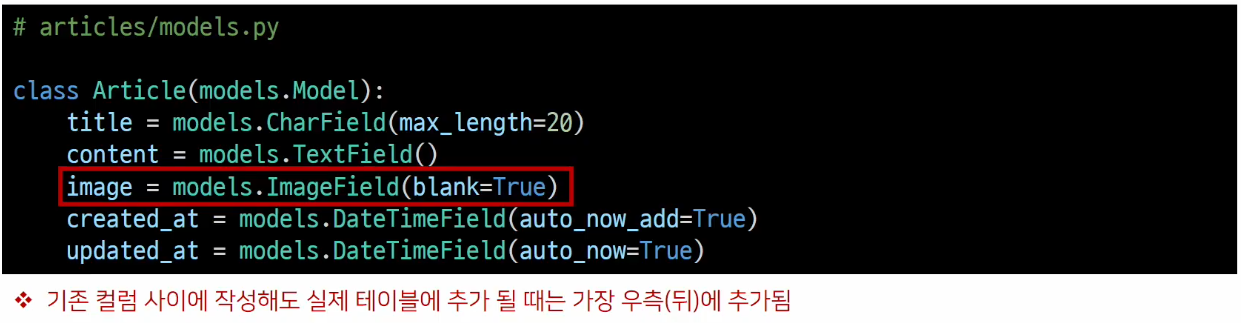 # articles/models.py

class Article(models.Model):
    title = models.CharField(max_length=20)
    content = models.TextField()
    image = models.ImageField(blank=True)
    created_at = models.DateTimeField(auto_now_add=True)
    updated_at = models.DateTimeField(auto_now=True)
❖ 기존 컬럼 사이에 작성해도 실제 테이블에 추가 될 때는 가장 우측(뒤)에 추가됨